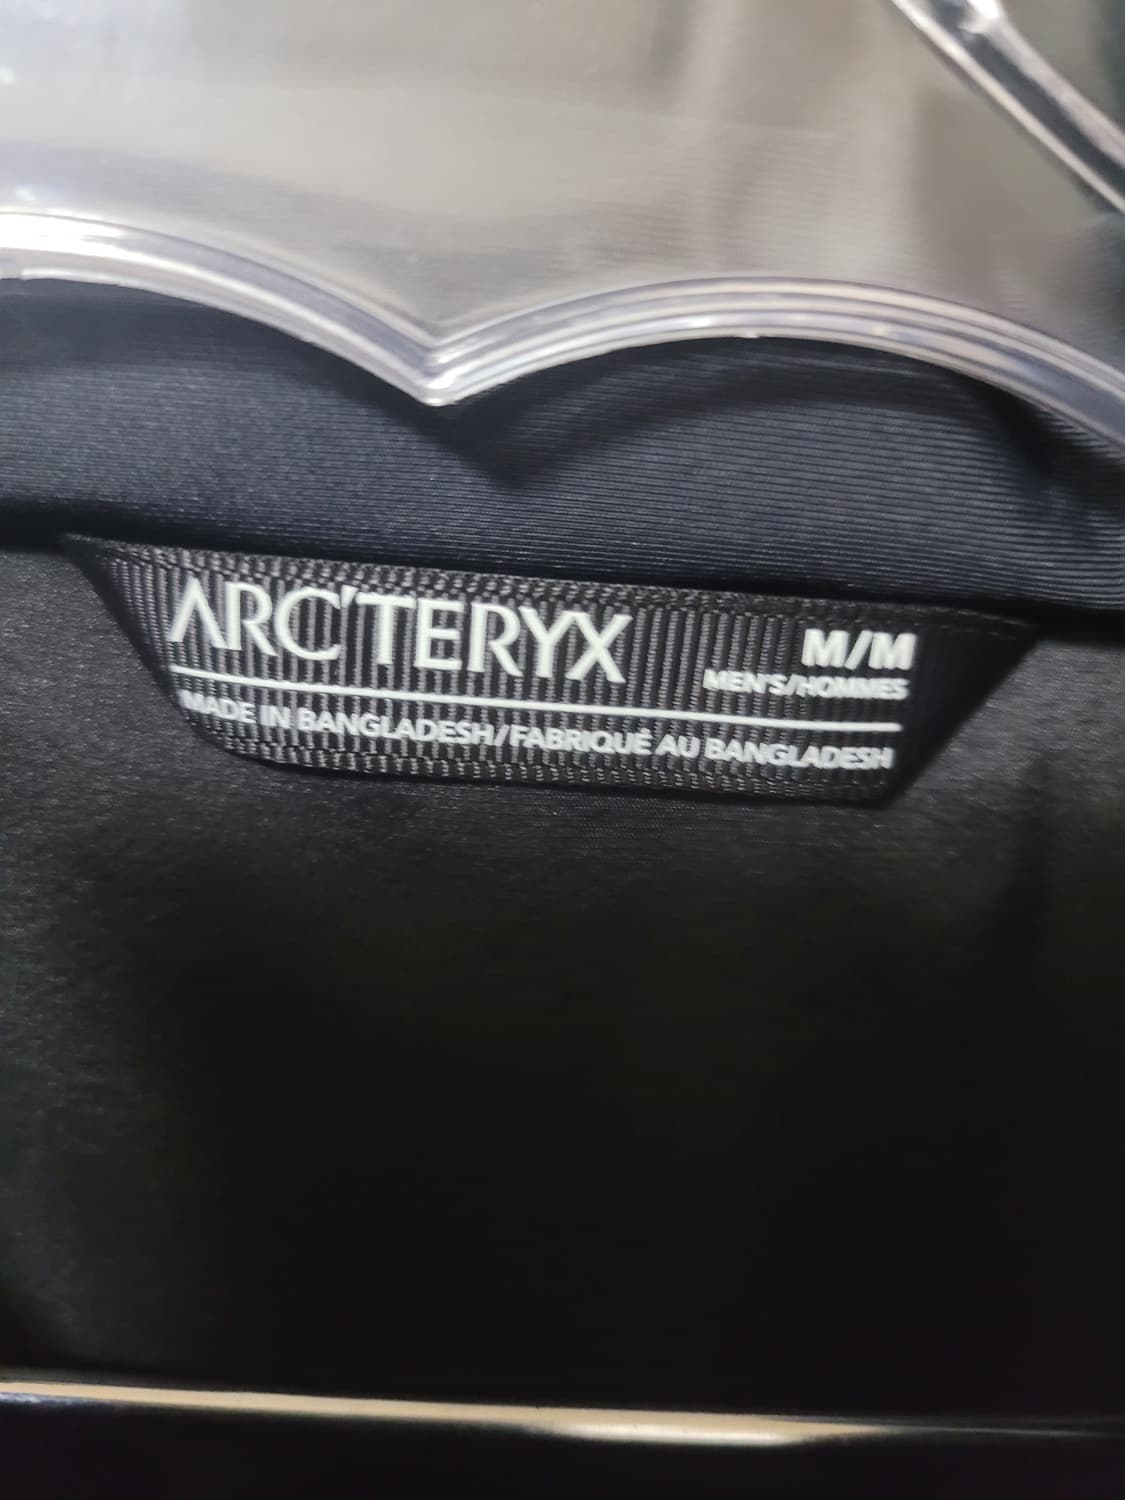 ARC'TERYX
M/M
MEN'S/HOMMES
MADE IN BANGLADESH/FABRIQUÉ AU BANGLADESH